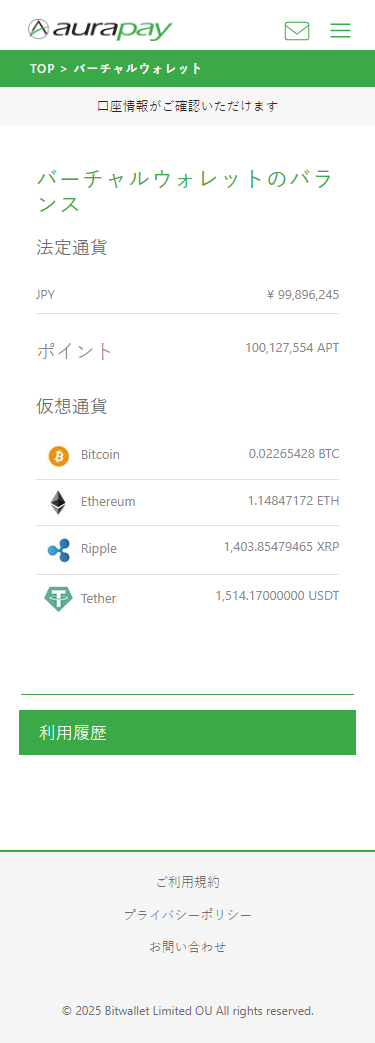 aurapay
TOP > バーチャルウォレット
口座情報がご確認いただけます
バーチャルウォレットのバラ
ンス
法定通貨
JPY ¥ 99,896,245
ポイント 100,127,554 APT
仮想通貨
Bitcoin 0.02265428 BTC
Ethereum 1.14847172 ETH
Ripple 1,403.85479465 XRP
Tether 1,514.17000000 USDT
利用履歴
ご利用規約
プライバシーポリシー
お問い合わせ
© 2025 Bitwallet Limited OU All rights reserved.